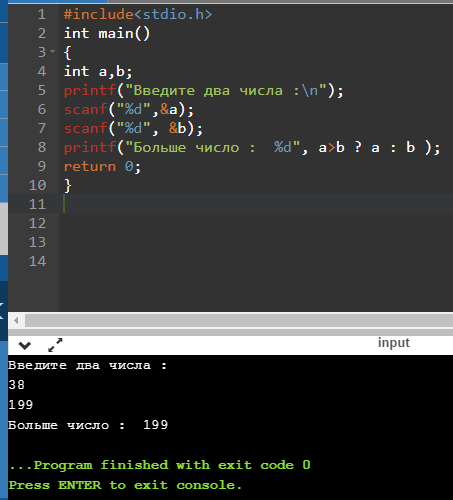 1 #include<stdio.h>
2 int main()
3 {
4 int a,b;
5 printf("Введите два числа :\n");
6 scanf("%d",&a);
7 scanf("%d", &b);
8 printf("Больше число :  %d", a>b ? a : b );
9 return 0;
10 }
11
12
13
14
input
Введите два числа :
38
199
Больше число :  199
...Program finished with exit code 0
Press ENTER to exit console.